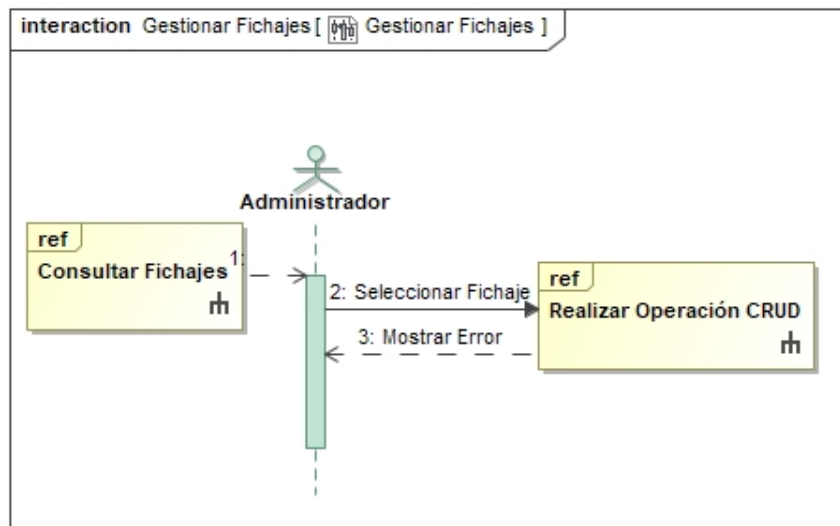 interaction Gestionar Fichajes [ Gestionar Fichajes ]
Administrador
ref
Consultar Fichajes
1:
2: Seleccionar Fichaje
3: Mostrar Error
ref
Realizar Operación CRUD